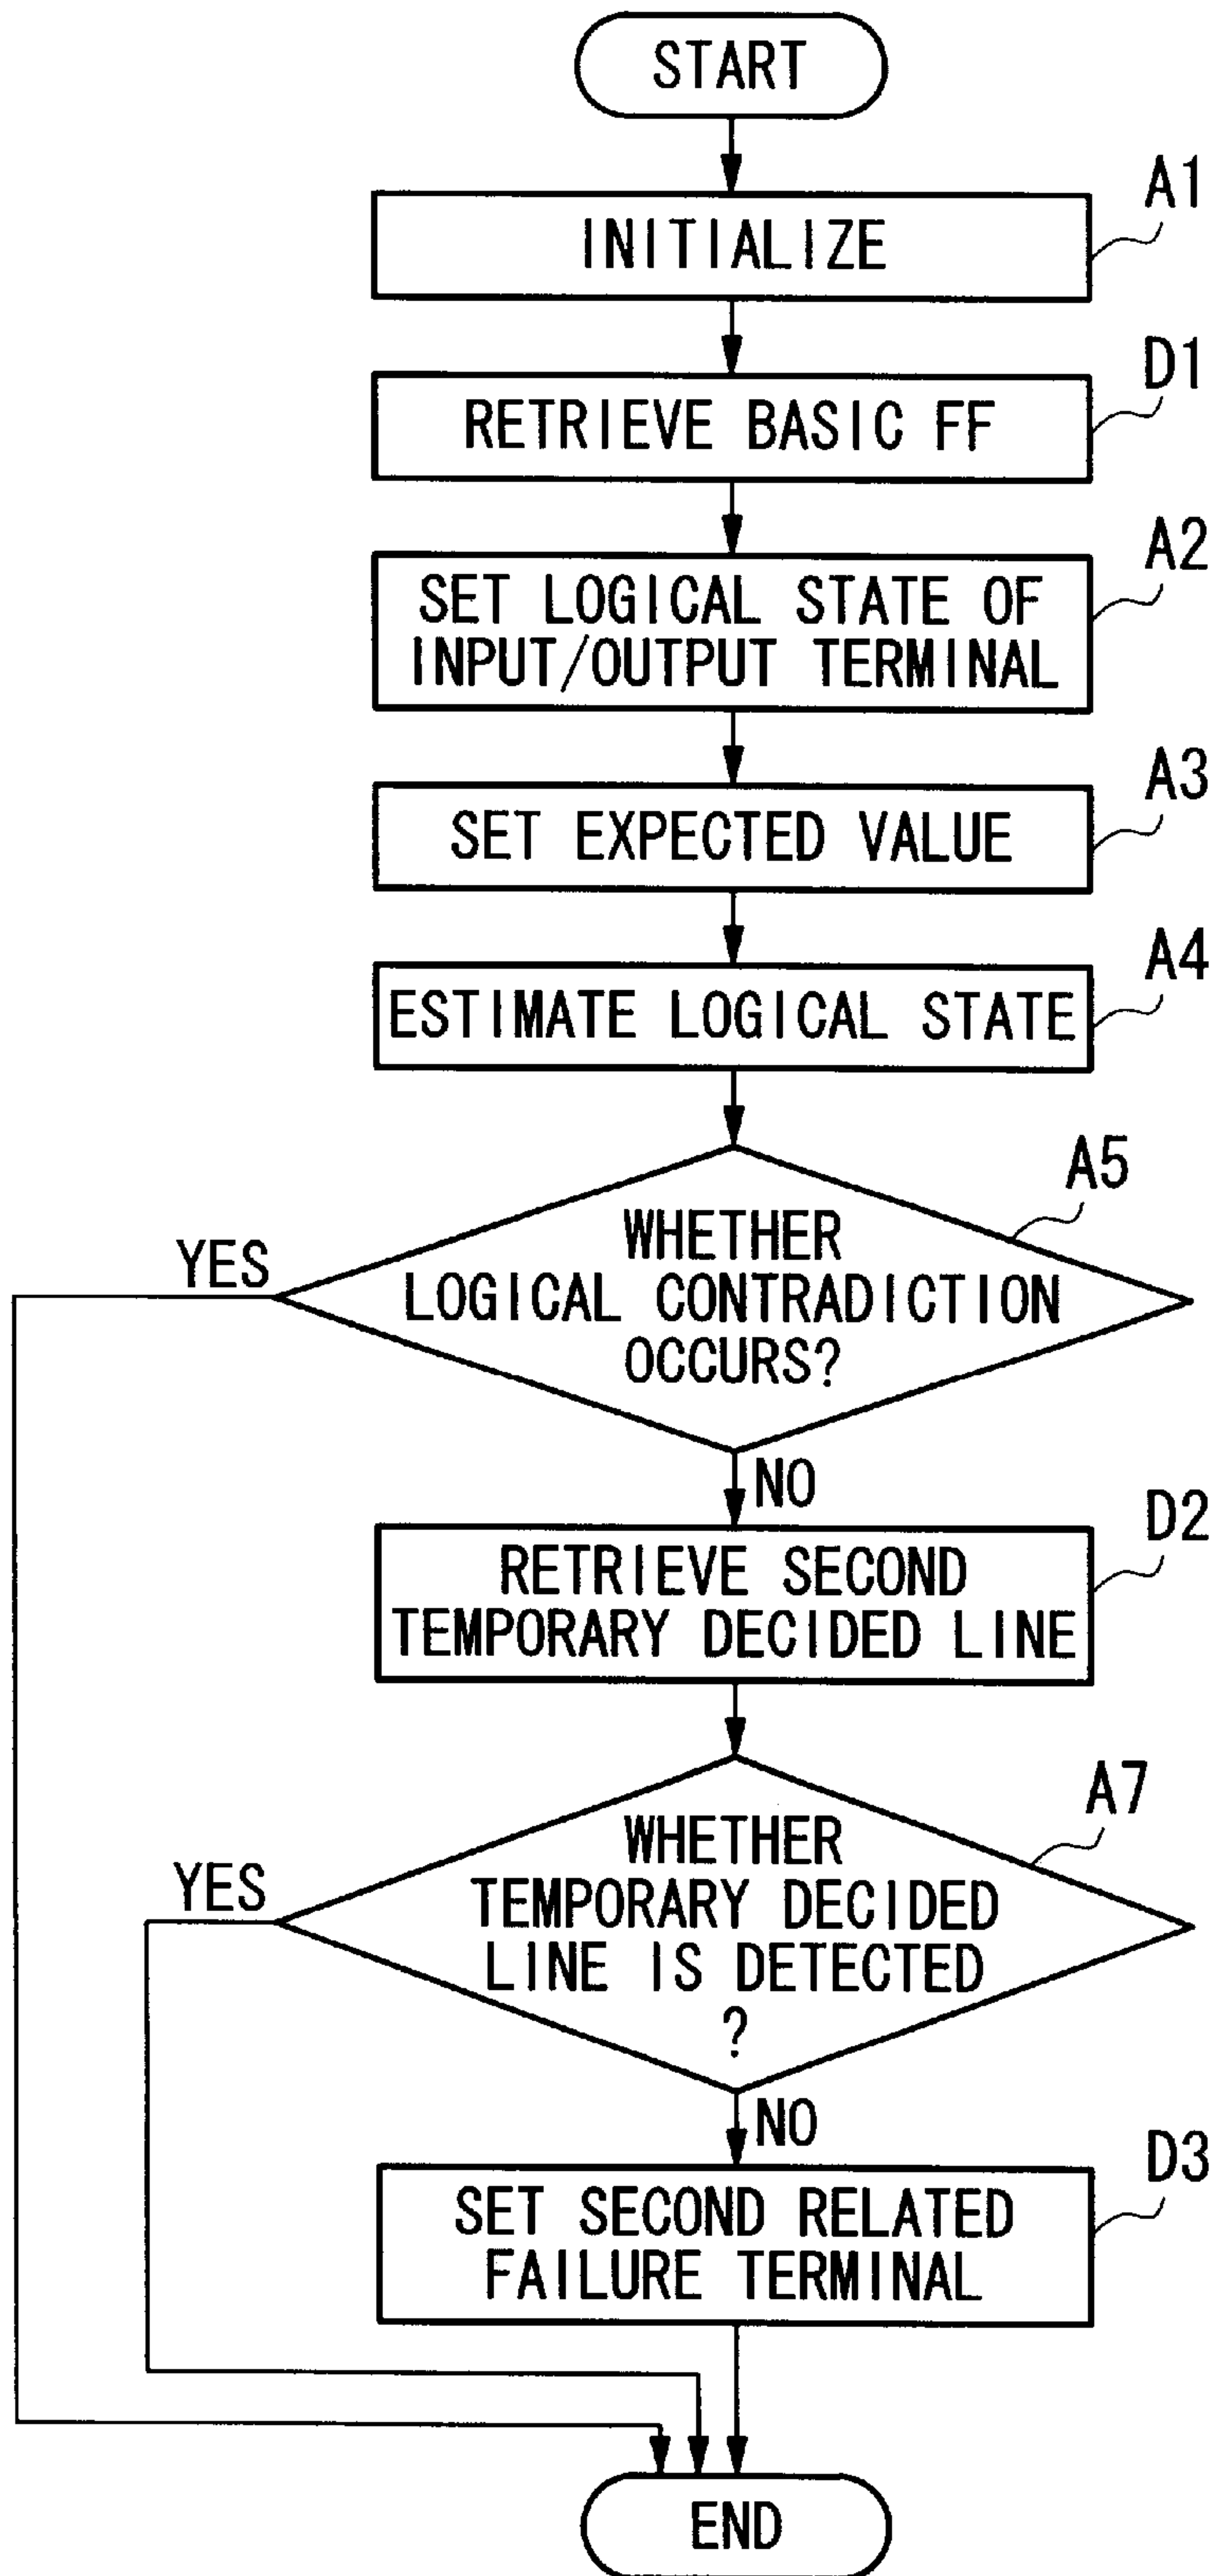 START
A1
INITIALIZE
D1
RETRIEVE BASIC FF
A2
SET LOGICAL STATE OF
INPUT/OUTPUT TERMINAL
A3
SET EXPECTED VALUE
A4
ESTIMATE LOGICAL STATE
A5
WHETHER
YES
LOGICAL CONTRADICTION
OCCURS?
NO
D2
RETRIEVE SECOND
TEMPORARY DECIDED LINE
A7
WHETHER
YES
TEMPORARY DECIDED
LINE IS DETECTED
?
NO
D3
SET SECOND RELATED
FAILURE TERMINAL
END